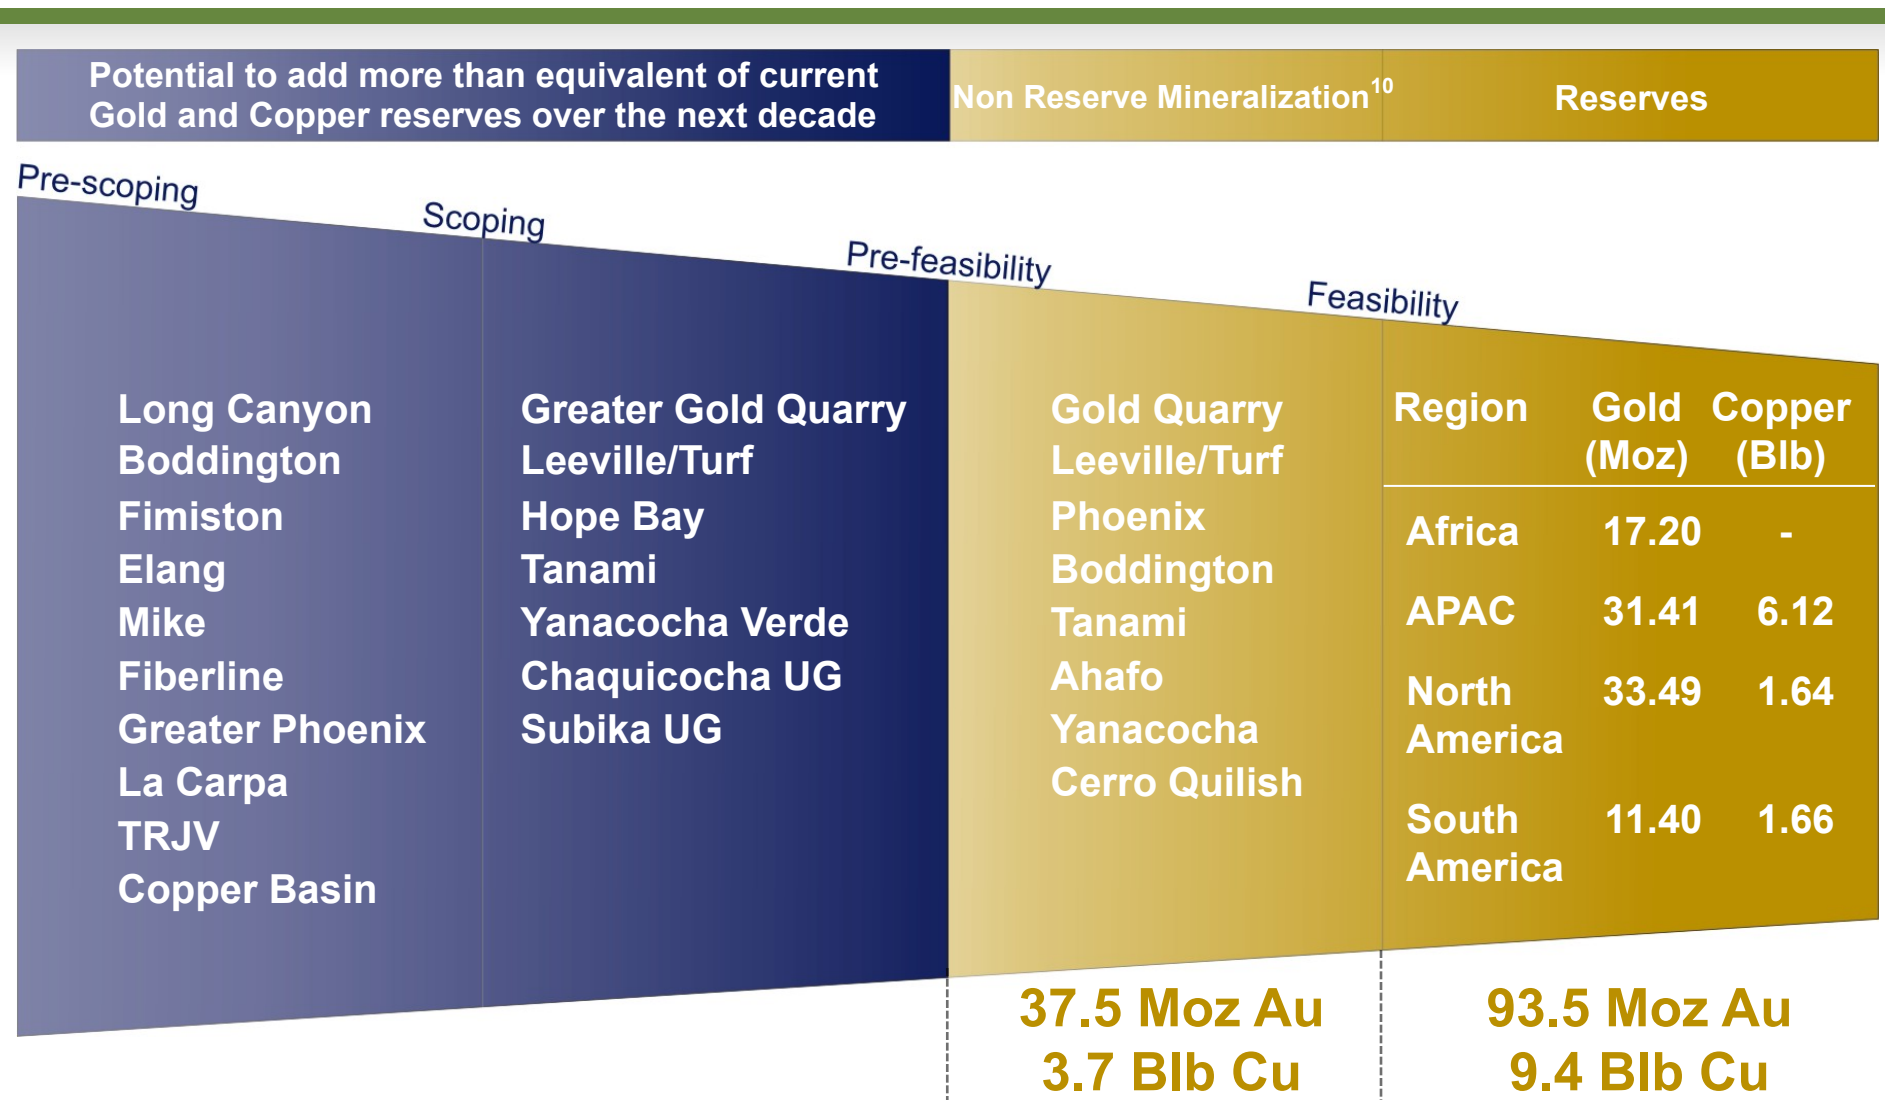 Potential to add more than equivalent of current
Gold and Copper reserves over the next decade
Non Reserve Mineralization10
Reserves
Pre-scoping
Scoping
Pre-feasibility
Feasibility
Long Canyon
Boddington
Fimiston
Elang
Mike
Fiberline
Greater Phoenix
La Carpa
TRJV
Copper Basin
Greater Gold Quarry
Leeville/Turf
Hope Bay
Tanami
Yanacocha Verde
Chaquicocha UG
Subika UG
Gold Quarry
Leeville/Turf
Phoenix
Boddington
Tanami
Ahafo
Yanacocha
Cerro Quilish
Region Gold Copper
(Moz) (Blb)
Africa 17.20 -
APAC 31.41 6.12
North 33.49 1.64
America
South 11.40 1.66
America
37.5 Moz Au
3.7 Blb Cu
93.5 Moz Au
9.4 Blb Cu